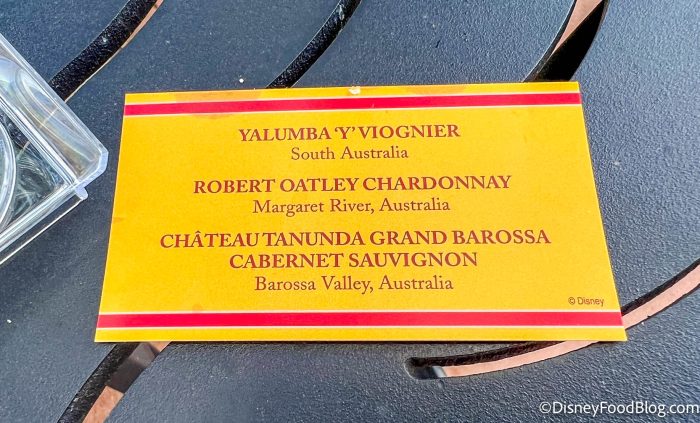 YALUMBA ‘Y’ VIOGNIER
South Australia
ROBERT OATLEY CHARDONNAY
Margaret River, Australia
CHÂTEAU TANUNDA GRAND BAROSSA
CABERNET SAUVIGNON
Barossa Valley, Australia
© Disney
©DisneyFoodBlog.com